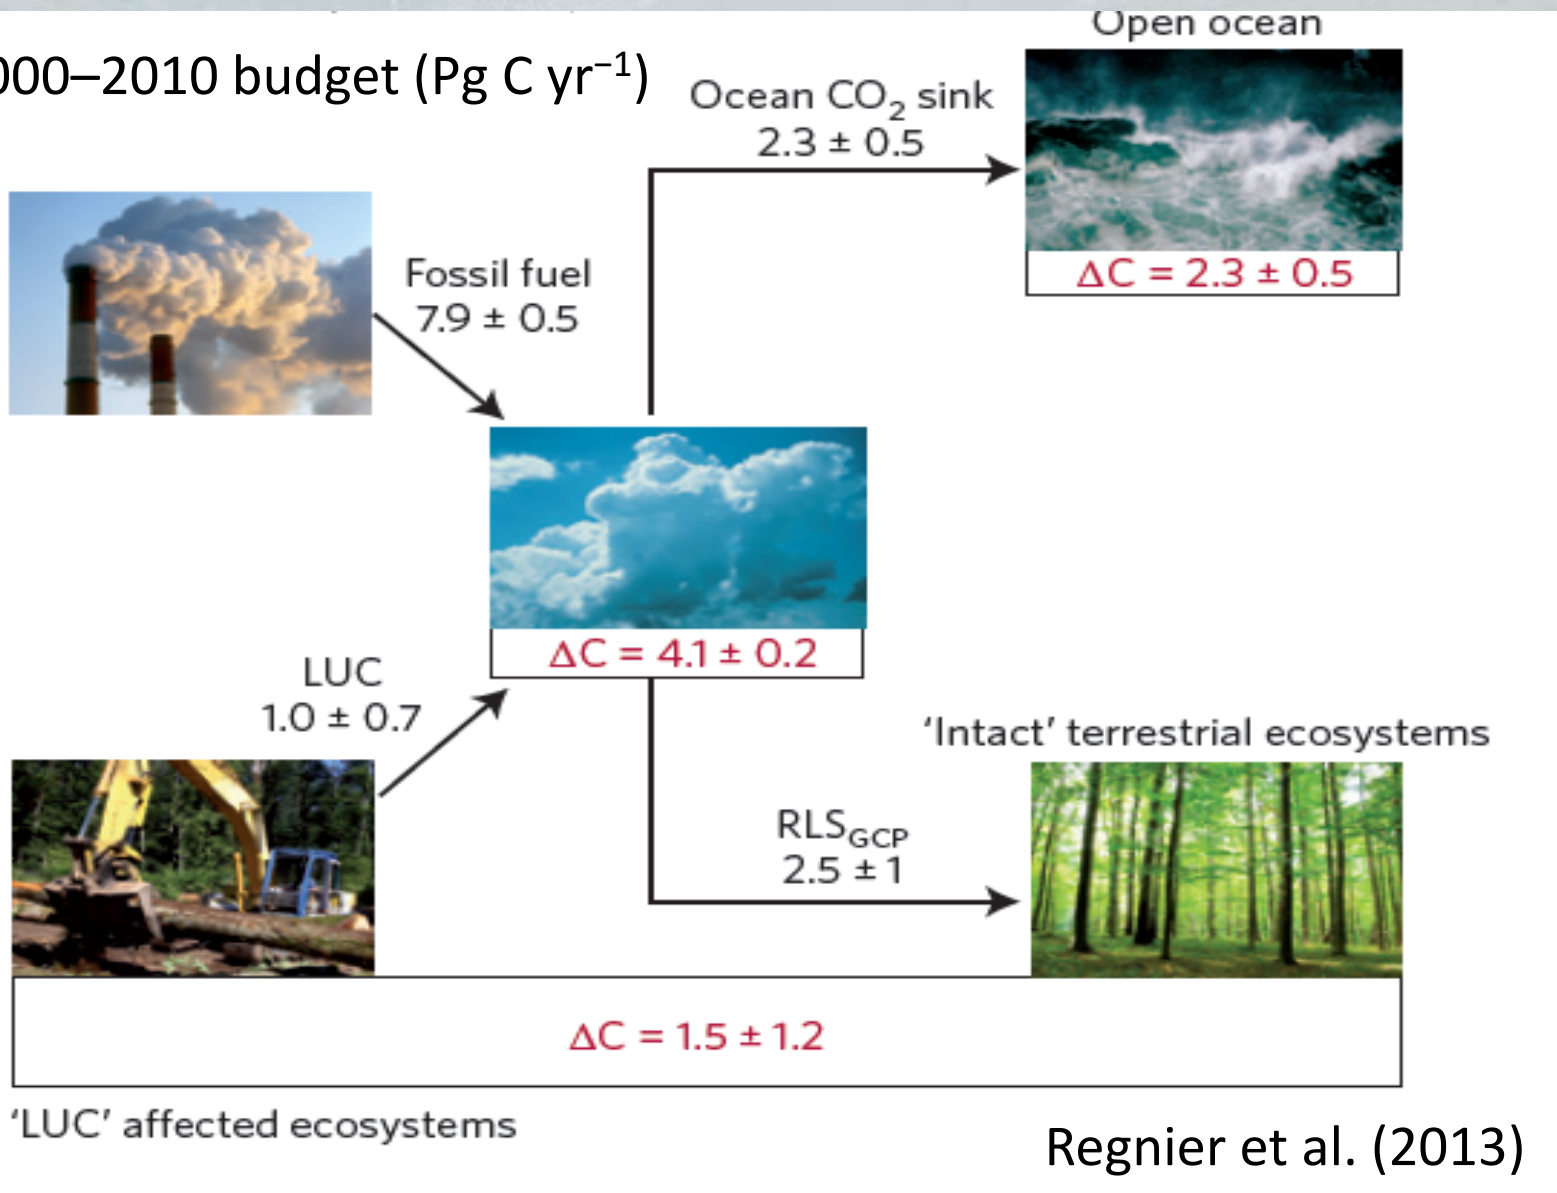 Open ocean
000–2010 budget (Pg C yr⁻¹)
Ocean CO₂ sink
2.3 ± 0.5
ΔC = 2.3 ± 0.5
Fossil fuel
7.9 ± 0.5
ΔC = 4.1 ± 0.2
LUC
1.0 ± 0.7
‘Intact’ terrestrial ecosystems
RLS_GCP
2.5 ± 1
ΔC = 1.5 ± 1.2
‘LUC’ affected ecosystems
Regnier et al. (2013)